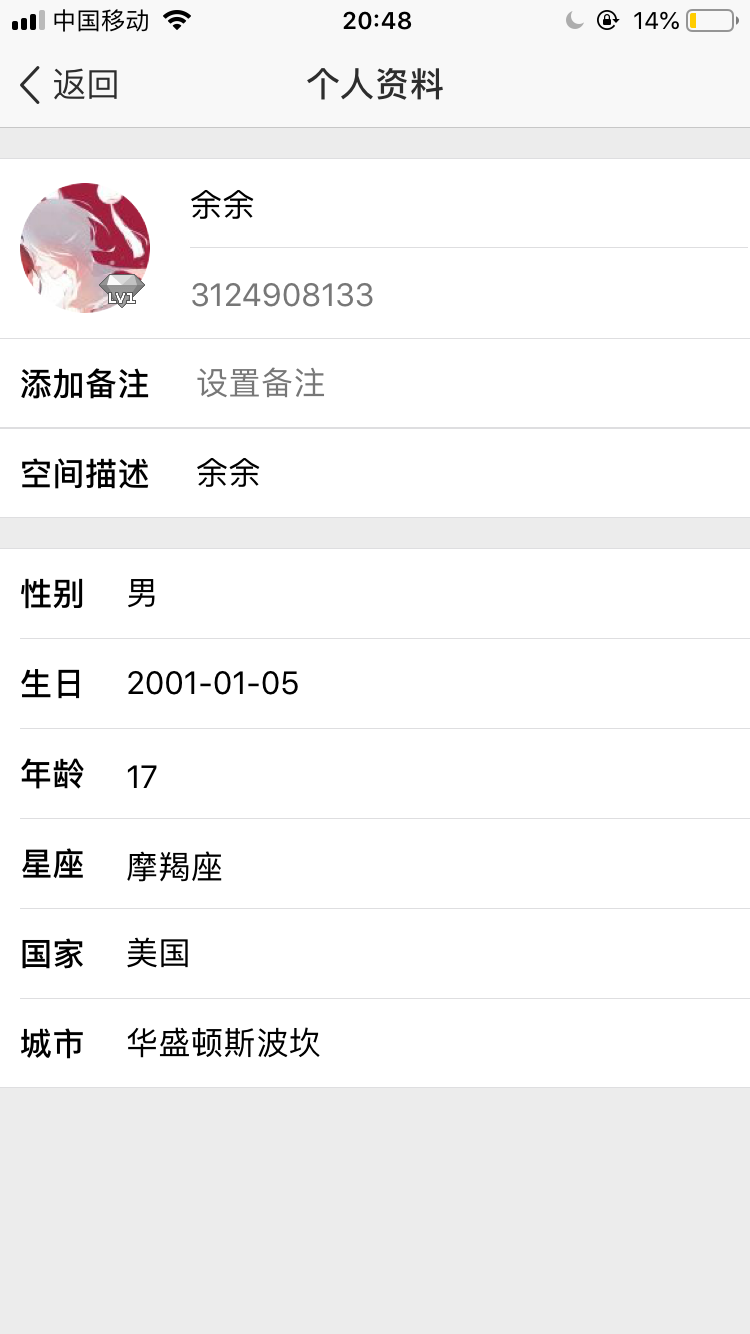 中国移动 20:48 14%
返回 个人资料
余余
LV1
3124908133
添加备注 设置备注
空间描述 余余
性别 男
生日 2001-01-05
年龄 17
星座 摩羯座
国家 美国
城市 华盛顿斯波坎